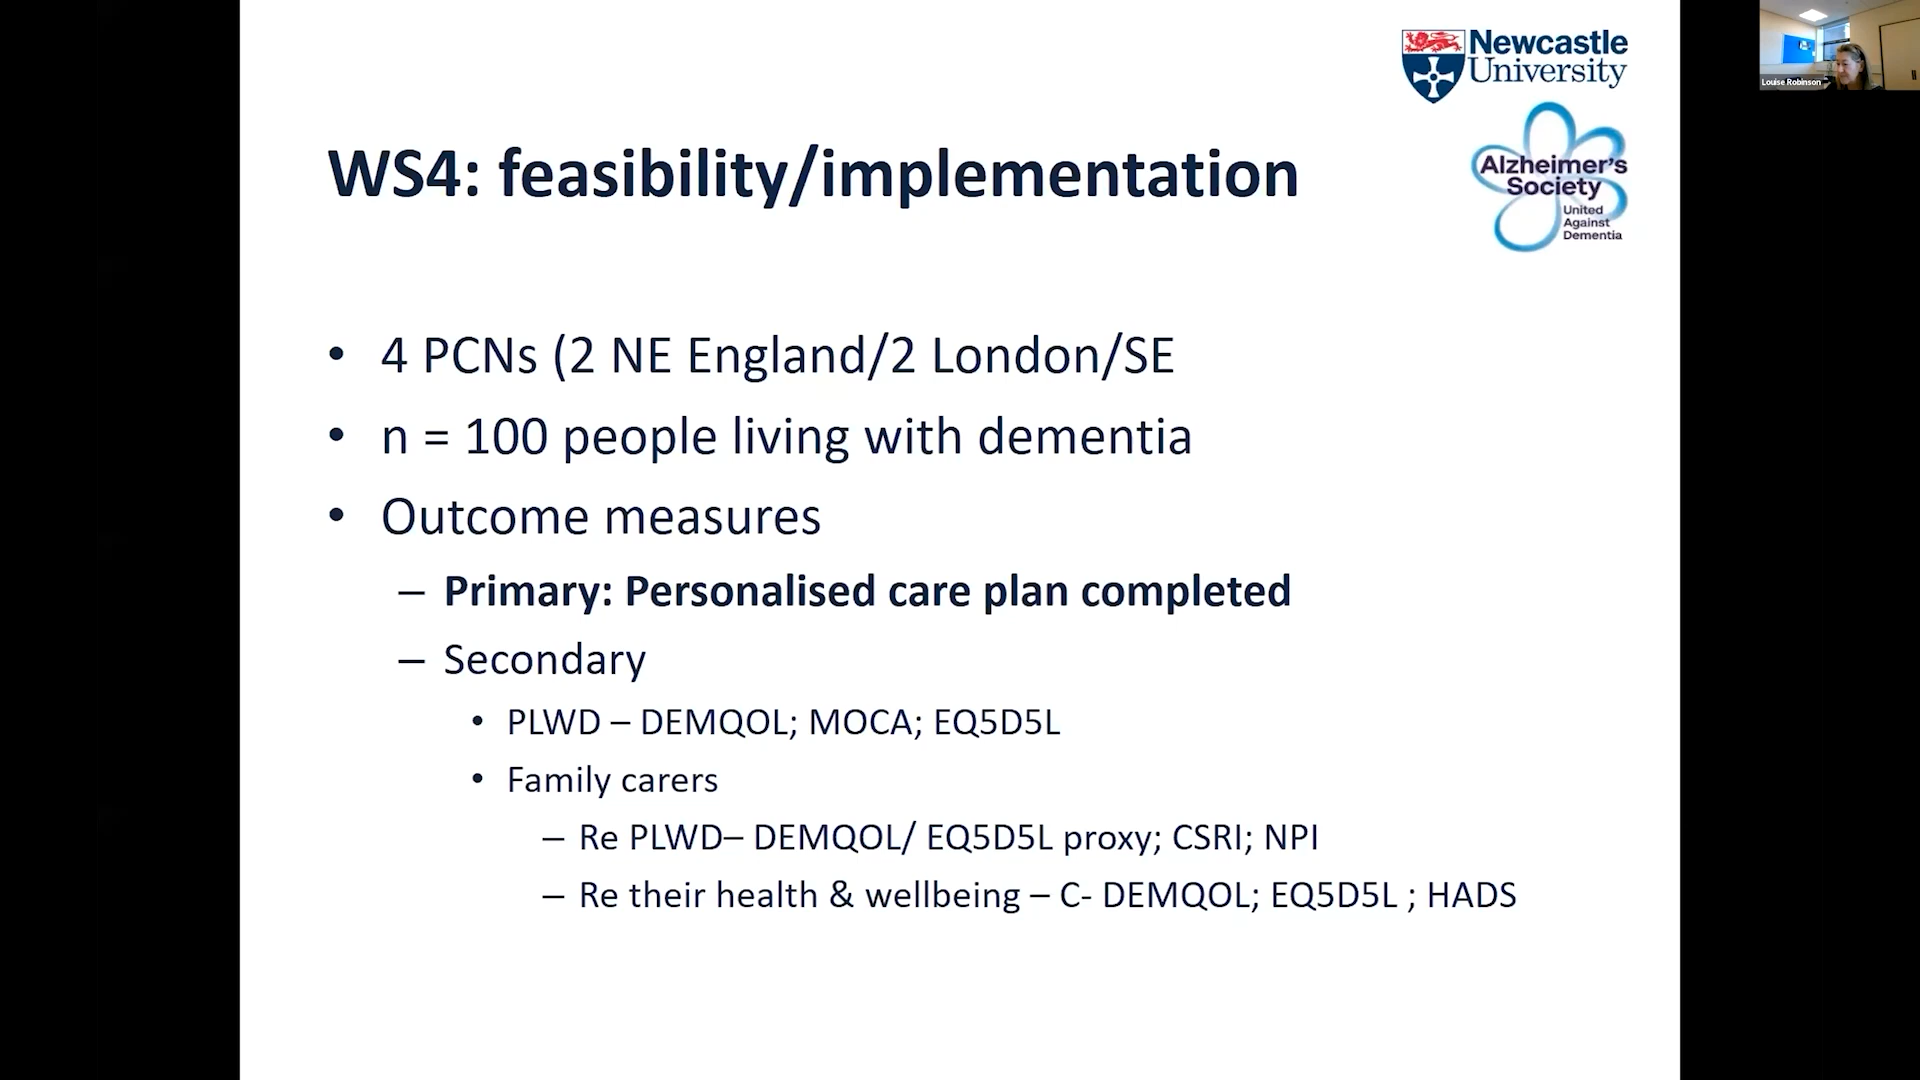 Newcastle
University
Louise Robinson
WS4: feasibility/implementation
Alzheimer's
Society
United
Against
Dementia
• 4 PCNs (2 NE England/2 London/SE
• n = 100 people living with dementia
• Outcome measures
– Primary: Personalised care plan completed
– Secondary
• PLWD – DEMQOL; MOCA; EQ5D5L
• Family carers
– Re PLWD– DEMQOL/ EQ5D5L proxy; CSRI; NPI
– Re their health & wellbeing – C- DEMQOL; EQ5D5L ; HADS